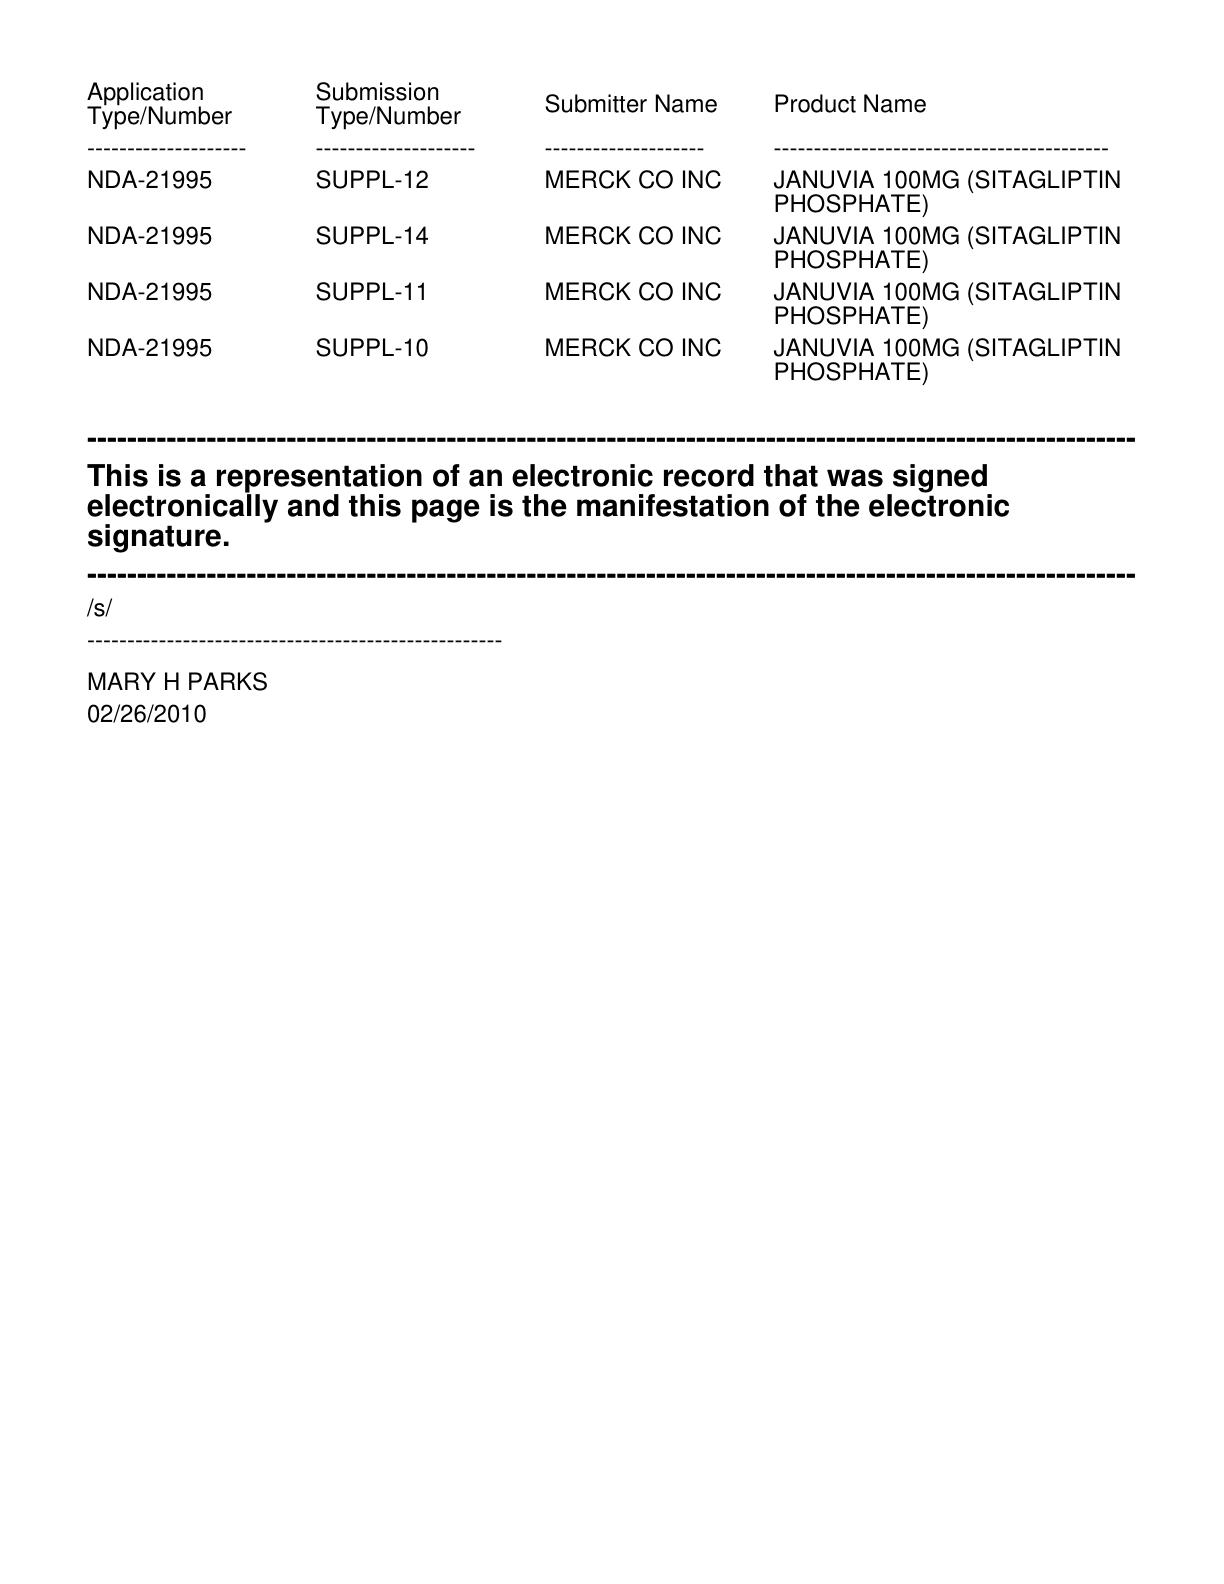 Application Type/Number Submission Type/Number Submitter Name Product Name
-------------------- -------------------- -------------------- ------------------------------------------
NDA-21995 SUPPL-12 MERCK CO INC JANUVIA 100MG (SITAGLIPTIN
PHOSPHATE)
NDA-21995 SUPPL-14 MERCK CO INC JANUVIA 100MG (SITAGLIPTIN
PHOSPHATE)
NDA-21995 SUPPL-11 MERCK CO INC JANUVIA 100MG (SITAGLIPTIN
PHOSPHATE)
NDA-21995 SUPPL-10 MERCK CO INC JANUVIA 100MG (SITAGLIPTIN
PHOSPHATE)
---------------------------------------------------------------------------------------------------------
This is a representation of an electronic record that was signed
electronically and this page is the manifestation of the electronic
signature.
---------------------------------------------------------------------------------------------------------
/s/
----------------------------------------------------
MARY H PARKS
02/26/2010